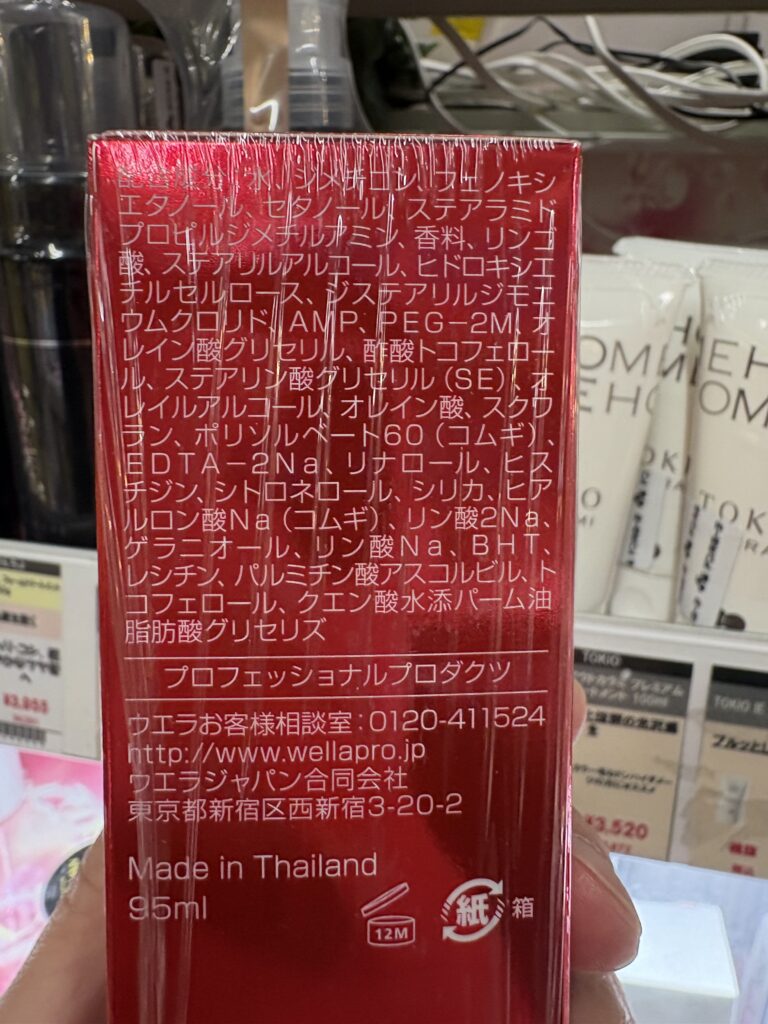 配合成分:水、ジメチコン、フェノキシ
エタノール、セタノール、ステアラミド
プロピルジメチルアミン、香料、リンゴ
酸、ステアリルアルコール、ヒドロキシエ
チルセルロース、ジステアリルジモニ
ウムクロリド、AMP、PEG-2M、オ
レイン酸グリセリル、酢酸トコフェロー
ル、ステアリン酸グリセリル(SE)、オ
レイルアルコール、オレイン酸、スクワ
ラン、ポリソルベート60(コムギ)、
EDTA-2Na、リナロール、ヒス
チジン、シトロネロール、シリカ、ヒア
ルロン酸Na(コムギ)、リン酸2Na、
ゲラニオール、リン酸Na、BHT、
レシチン、パルミチン酸アスコルビル、ト
コフェロール、クエン酸水添パーム油
脂肪酸グリセリズ
プロフェッショナルプロダクツ
ウエラお客様相談室:0120-411524
http://www.wellapro.jp
ウエラジャパン合同会社
東京都新宿区西新宿3-20-2
Made in Thailand
95ml
12M
紙 箱
TOKIO
¥3,520
TOKIO IE